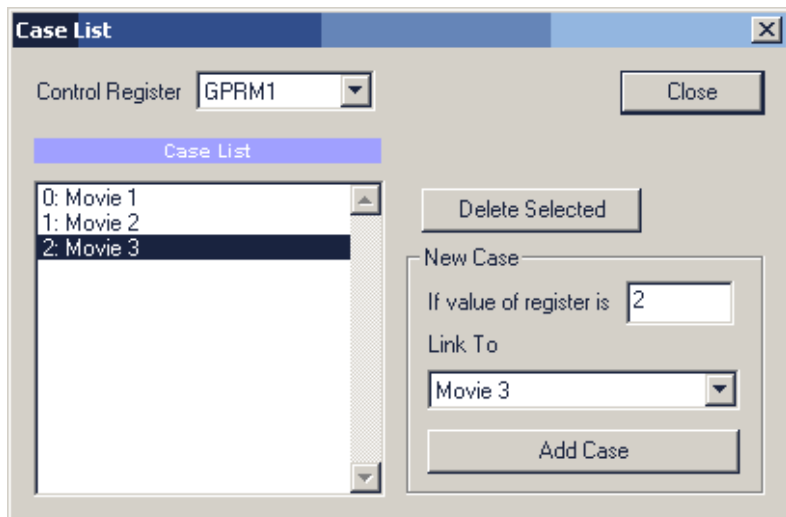 Case List
Control Register GPRM1
Close
Case List
0: Movie 1
1: Movie 2
2: Movie 3
Delete Selected
New Case
If value of register is 2
Link To
Movie 3
Add Case